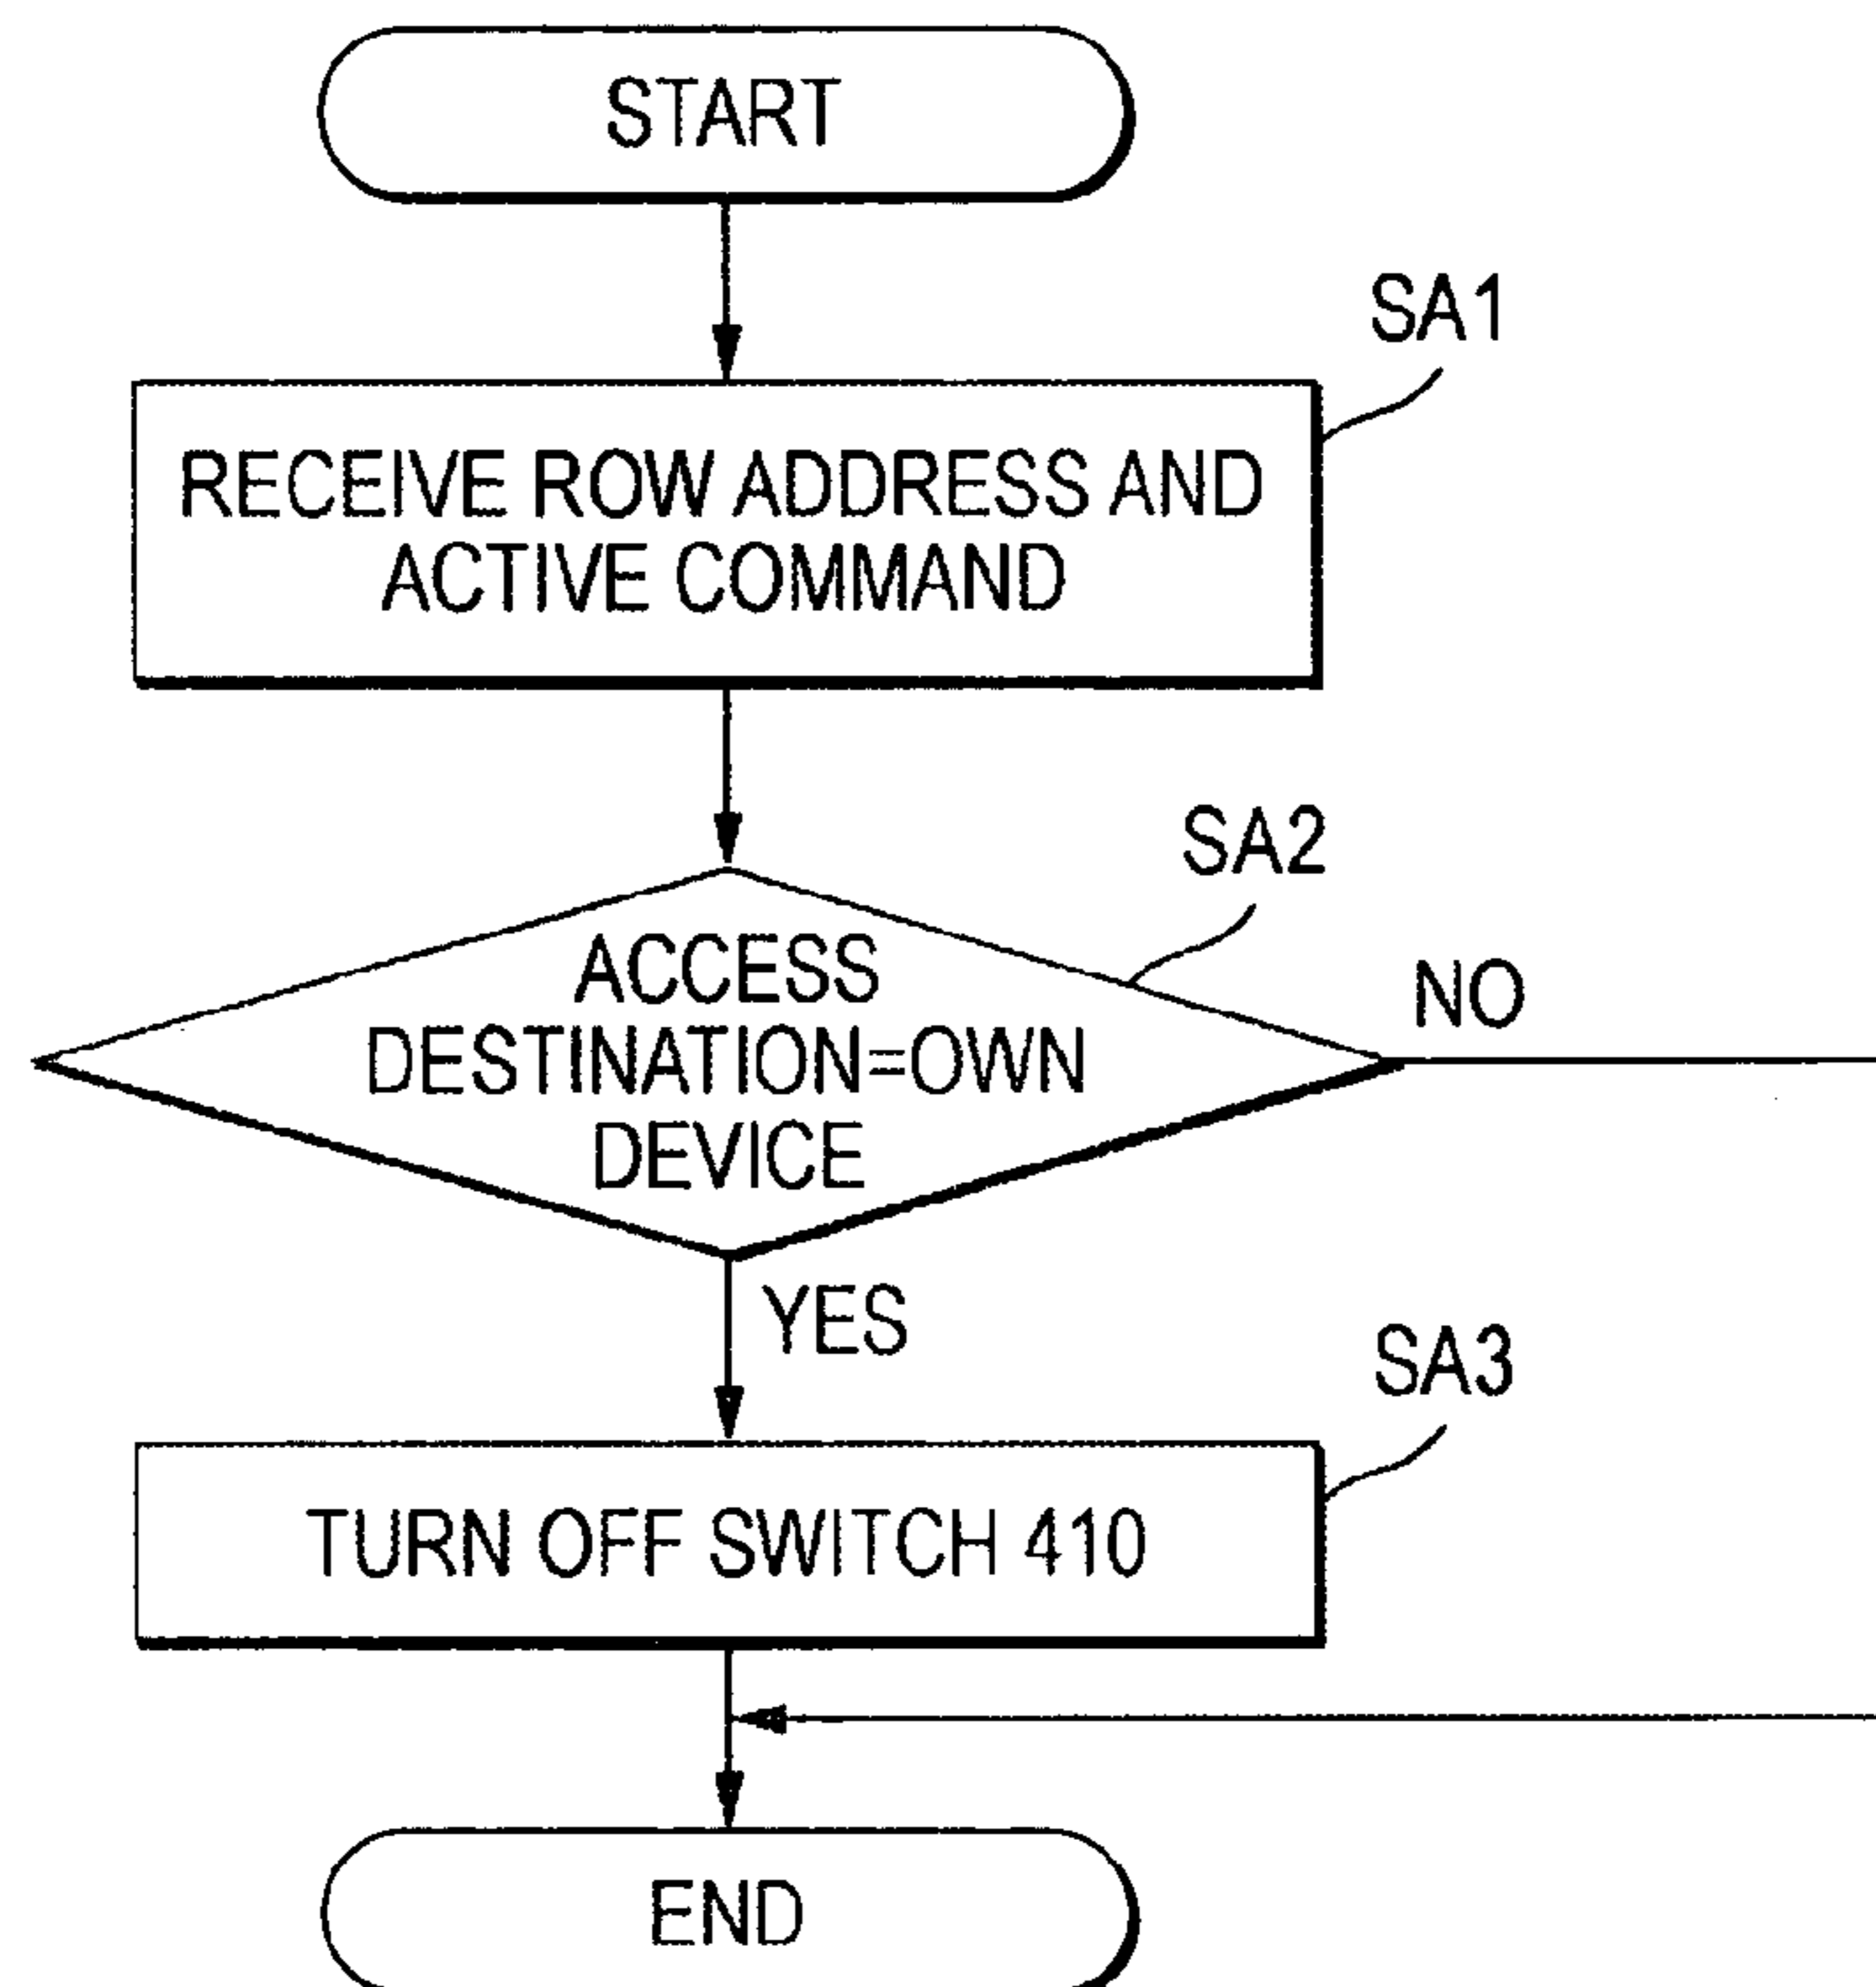 START
SA1
RECEIVE ROW ADDRESS AND
ACTIVE COMMAND
SA2
ACCESS
DESTINATION=OWN
DEVICE
NO
YES
SA3
TURN OFF SWITCH 410
END